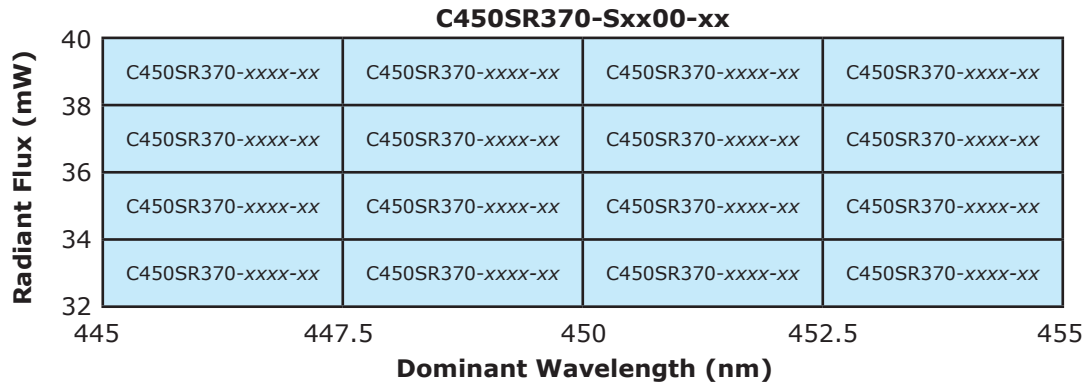 C450SR370-Sxx00-xx
Radiant Flux (mW)
40
C450SR370-xxxx-xx C450SR370-xxxx-xx C450SR370-xxxx-xx C450SR370-xxxx-xx
38
C450SR370-xxxx-xx C450SR370-xxxx-xx C450SR370-xxxx-xx C450SR370-xxxx-xx
36
C450SR370-xxxx-xx C450SR370-xxxx-xx C450SR370-xxxx-xx C450SR370-xxxx-xx
34
C450SR370-xxxx-xx C450SR370-xxxx-xx C450SR370-xxxx-xx C450SR370-xxxx-xx
32
445 447.5 450 452.5 455
Dominant Wavelength (nm)